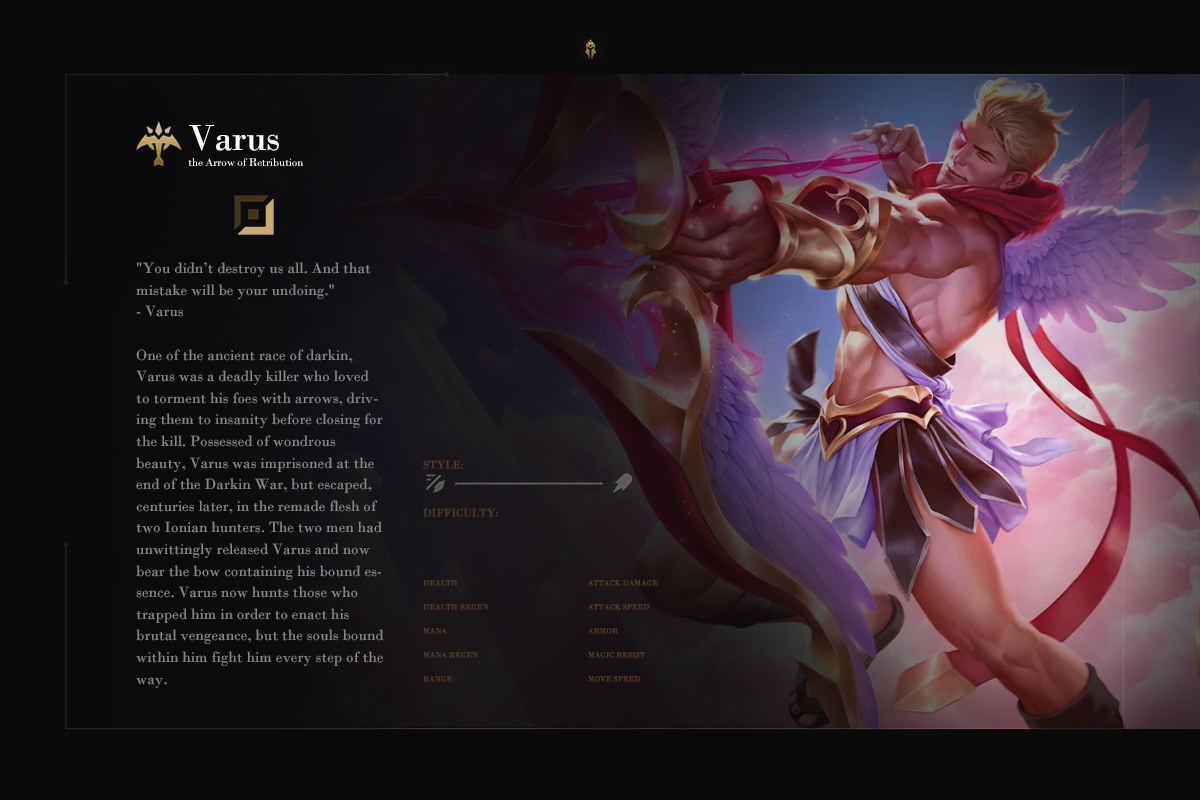 Varus
the Arrow of Retribution
"You didn't destroy us all. And that
mistake will be your undoing."
- Varus
One of the ancient race of darkin,
Varus was a deadly killer who loved
to torment his foes with arrows, driv-
ing them to insanity before closing for
the kill. Possessed of wondrous
beauty, Varus was imprisoned at the
end of the Darkin War, but escaped,
centuries later, in the remade flesh of
two Ionian hunters. The two men had
unwittingly released Varus and now
bear the bow containing his bound es-
sence. Varus now hunts those who
trapped him in order to enact his
brutal vengeance, but the souls bound
within him fight him every step of the
way.
STYLE:
DIFFICULTY:
HEALTH
HEALTH REGEN
MANA
MANA REGEN
RANGE
ATTACK DAMAGE
ATTACK SPEED
ARMOR
MAGIC RESIST
MOVE SPEED